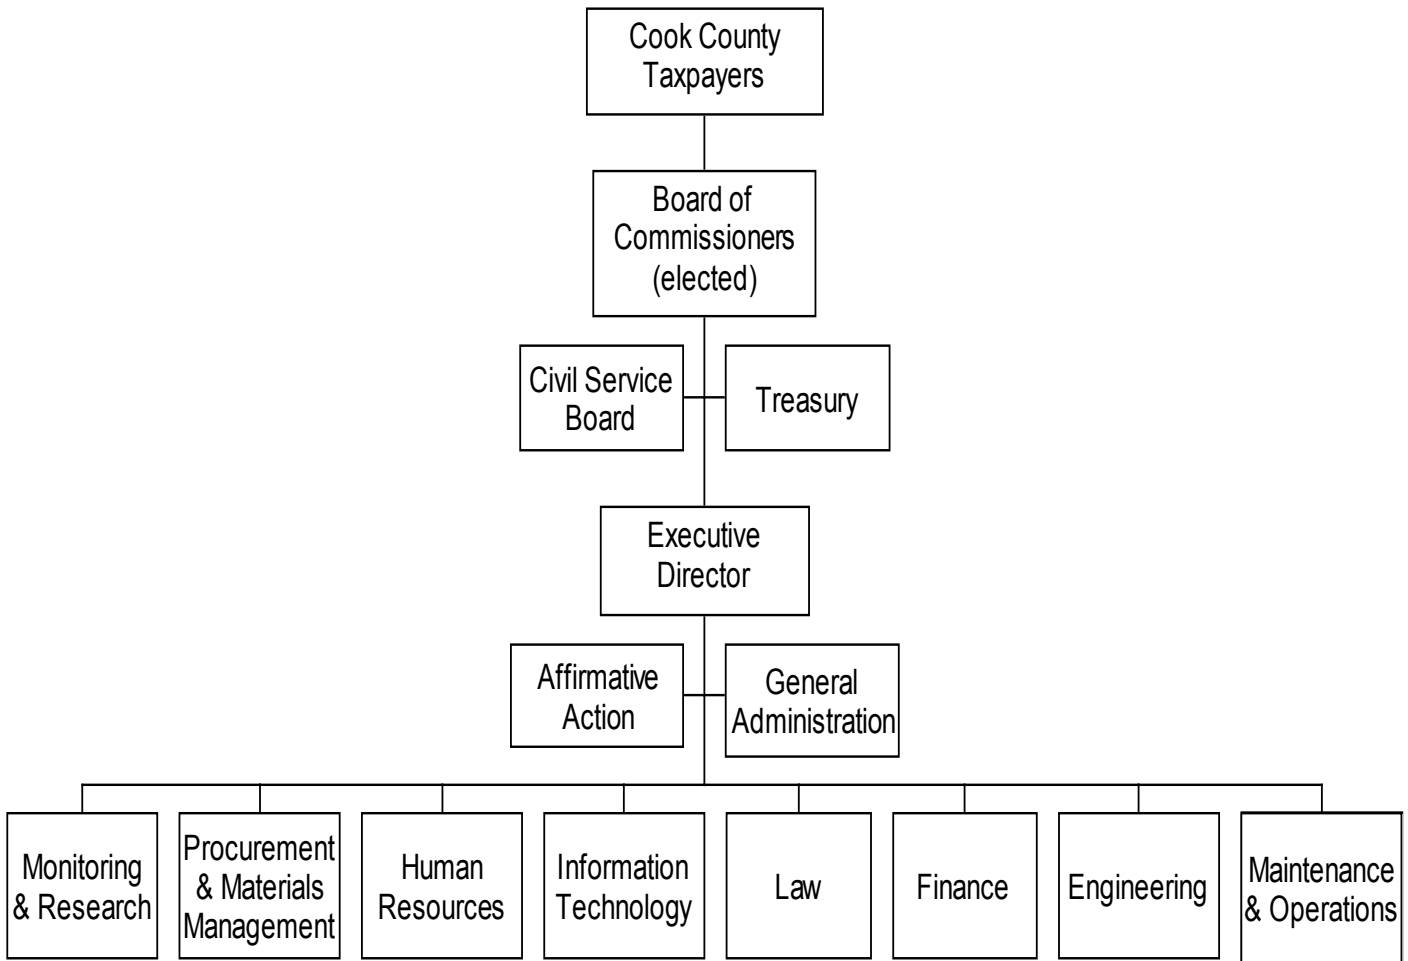 Cook County
Taxpayers
Board of
Commissioners
(elected)
Civil Service
Board
Treasury
Executive
Director
Affirmative
Action
General
Administration
Monitoring
& Research
Procurement
& Materials
Management
Human
Resources
Information
Technology
Law
Finance
Engineering
Maintenance
& Operations